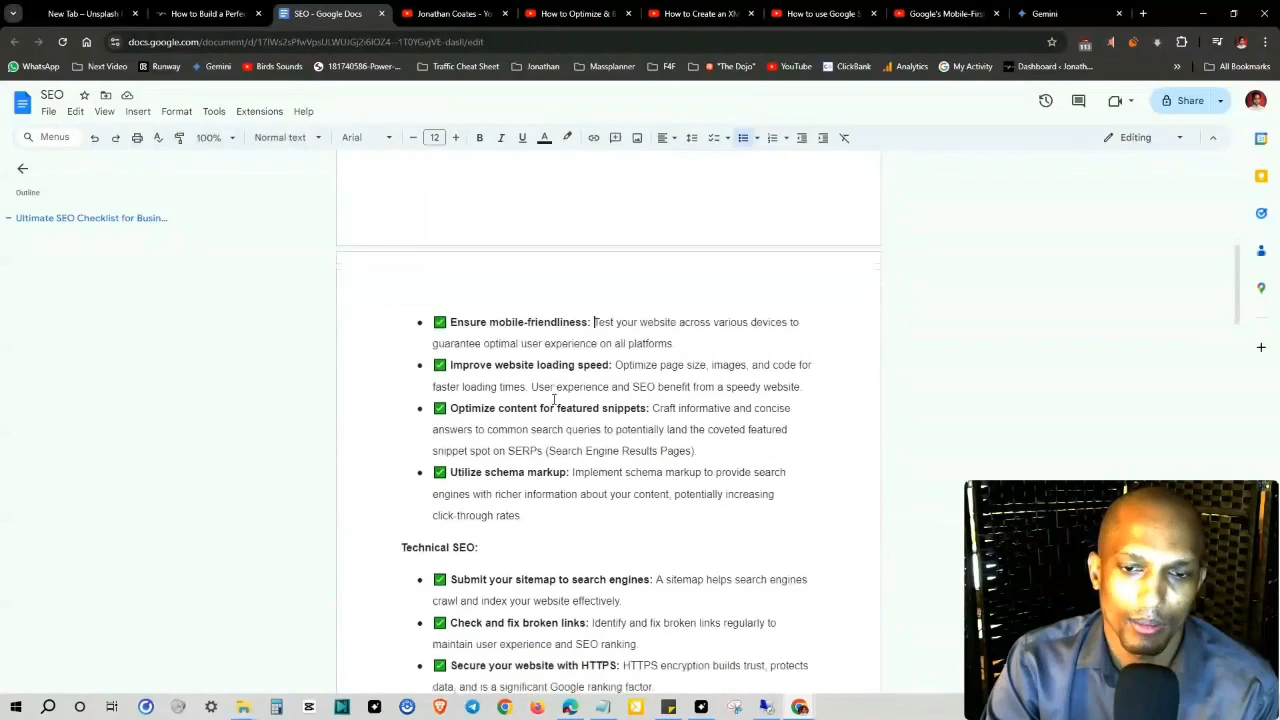 New Tab – Unsplash
How to Build a Perfe
SEO - Google Docs
Jonathan Coates - Yo
How to Optimize & B
How to Create an XM
How to use Google S
Google's Mobile-Firs
Gemini
docs.google.com/document/d/17lWs2sPfwVpsULWUJGj2i6IOZ4--1T0YGvjVE-dasII/edit
113
WhatsApp
Next Video
Runway
Gemini
Birds Sounds
181740586-Power-...
Traffic Cheat Sheet
Jonathan
Massplanner
F4F
"The Dojo"
YouTube
ClickBank
Analytics
My Activity
Dashboard ‹ Jonath...
All Bookmarks
SEO
File Edit View Insert Format Tools Extensions Help
Share
Menus
100%
Normal text
Arial
12
Editing
Outline
Ultimate SEO Checklist for Busin...
● ✅ Ensure mobile-friendliness: Test your website across various devices to
guarantee optimal user experience on all platforms.
● ✅ Improve website loading speed: Optimize page size, images, and code for
faster loading times. User experience and SEO benefit from a speedy website.
● ✅ Optimize content for featured snippets: Craft informative and concise
answers to common search queries to potentially land the coveted featured
snippet spot on SERPs (Search Engine Results Pages).
● ✅ Utilize schema markup: Implement schema markup to provide search
engines with richer information about your content, potentially increasing
click-through rates.
Technical SEO:
● ✅ Submit your sitemap to search engines: A sitemap helps search engines
crawl and index your website effectively.
● ✅ Check and fix broken links: Identify and fix broken links regularly to
maintain user experience and SEO ranking.
● ✅ Secure your website with HTTPS: HTTPS encryption builds trust, protects
data, and is a significant Google ranking factor.